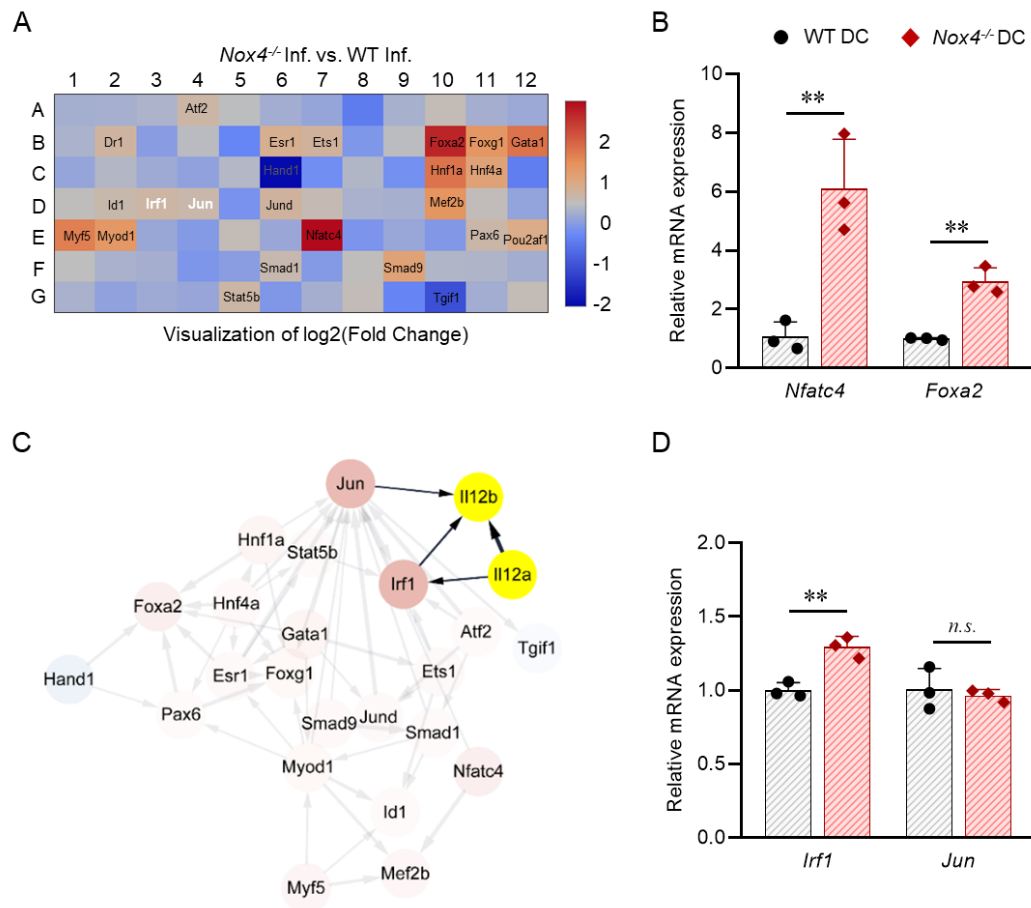 A
Nox4-/- Inf. vs. WT Inf.
1 2 3 4 5 6 7 8 9 10 11 12
A Atf2
B Dr1 Esr1 Ets1 Foxa2 Foxg1 Gata1
C Hand1 Hnf1a Hnf4a
D Id1 Irf1 Jun Jund Mef2b
E Myf5 Myod1 Nfatc4 Pax6 Pou2af1
F Smad1 Smad9
G Stat5b Tgif1
2
1
0
-1
-2
Visualization of log2(Fold Change)
B
WT DC Nox4-/- DC
Relative mRNA expression
10
8
6
4
2
0
**
**
Nfatc4 Foxa2
C
Jun
Il12b
Hnf1a
Stat5b
Irf1
Il12a
Foxa2
Hnf4a
Gata1
Atf2
Tgif1
Hand1
Esr1
Foxg1
Ets1
Pax6
Smad9
Jund
Smad1
Myod1
Nfatc4
Id1
Myf5
Mef2b
D
Relative mRNA expression
2.0
1.5
1.0
0.5
0.0
**
n.s.
Irf1 Jun